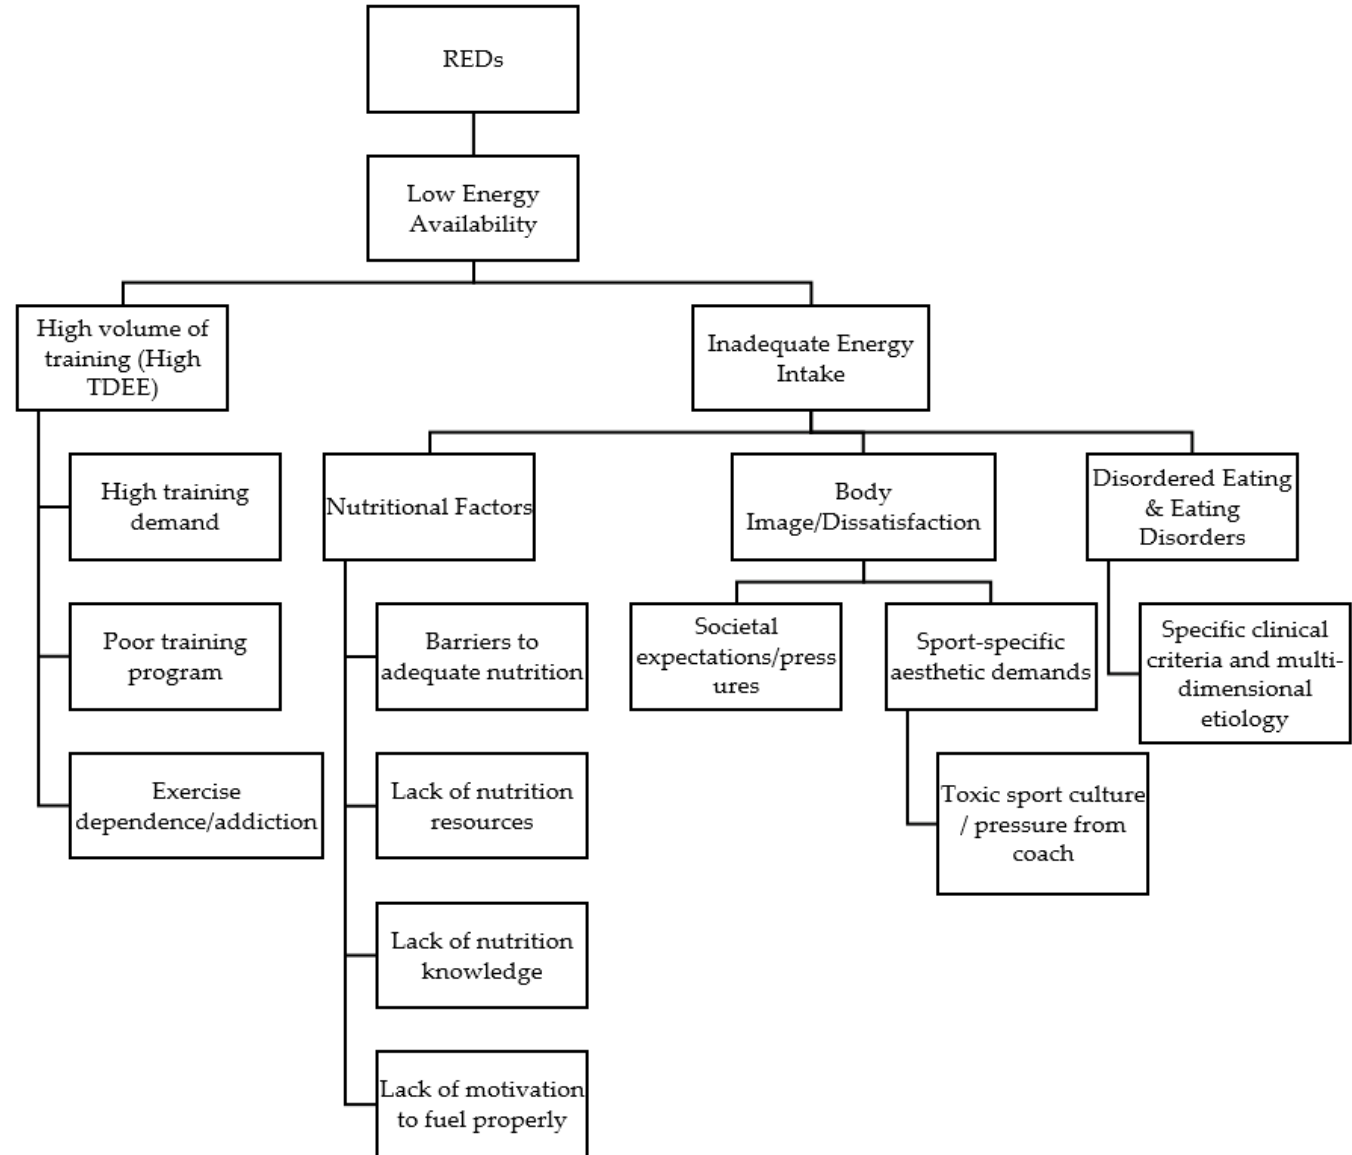 REDs
Low Energy
Availability
High volume of
training (High
TDEE)
High training
demand
Poor training
program
Exercise
dependence/addiction
Inadequate Energy
Intake
Nutritional Factors
Barriers to
adequate nutrition
Lack of nutrition
resources
Lack of nutrition
knowledge
Lack of motivation
to fuel properly
Body
Image/Dissatisfaction
Societal
expectations/press
ures
Sport-specific
aesthetic demands
Toxic sport culture
/ pressure from
coach
Disordered Eating
& Eating
Disorders
Specific clinical
criteria and multi-
dimensional
etiology